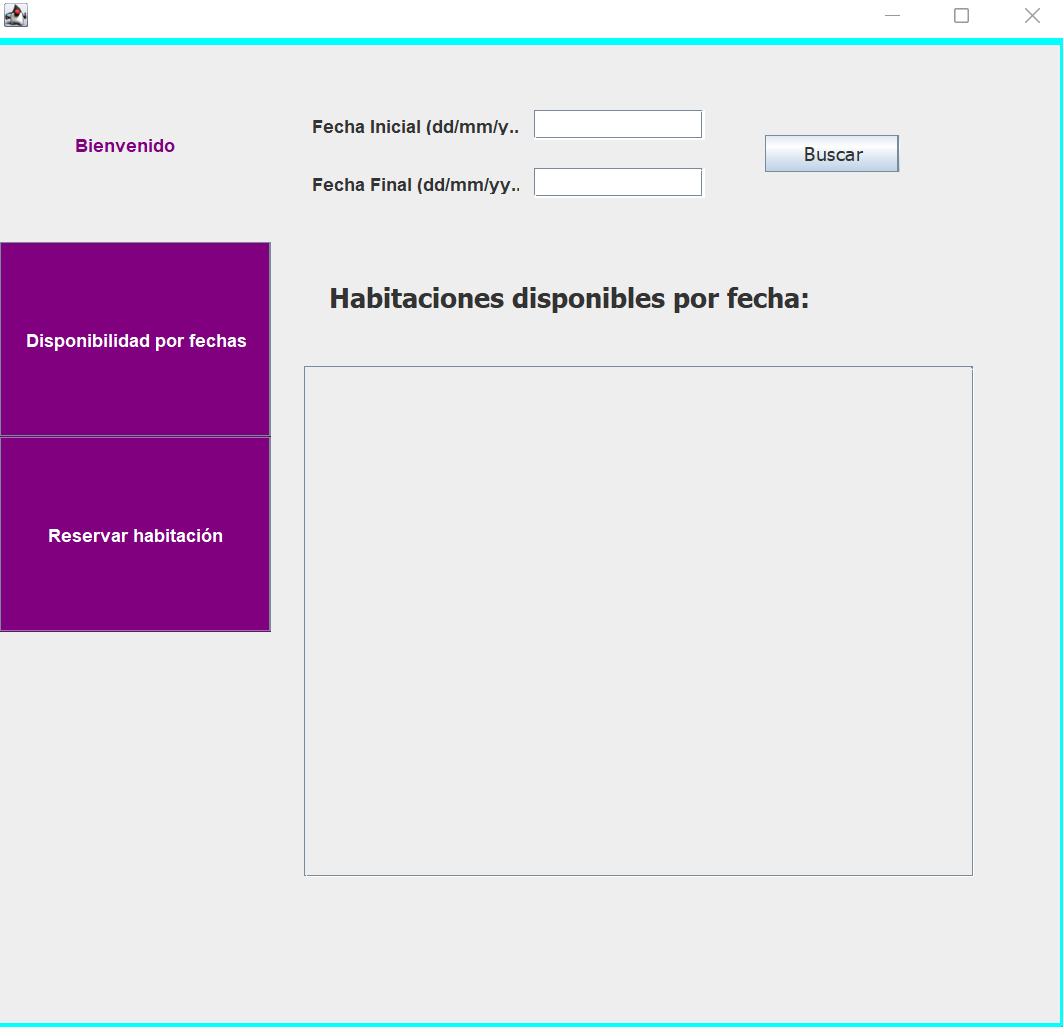 Bienvenido
Fecha Inicial (dd/mm/y..
Fecha Final (dd/mm/yy..
Buscar
Disponibilidad por fechas
Reservar habitación
Habitaciones disponibles por fecha: